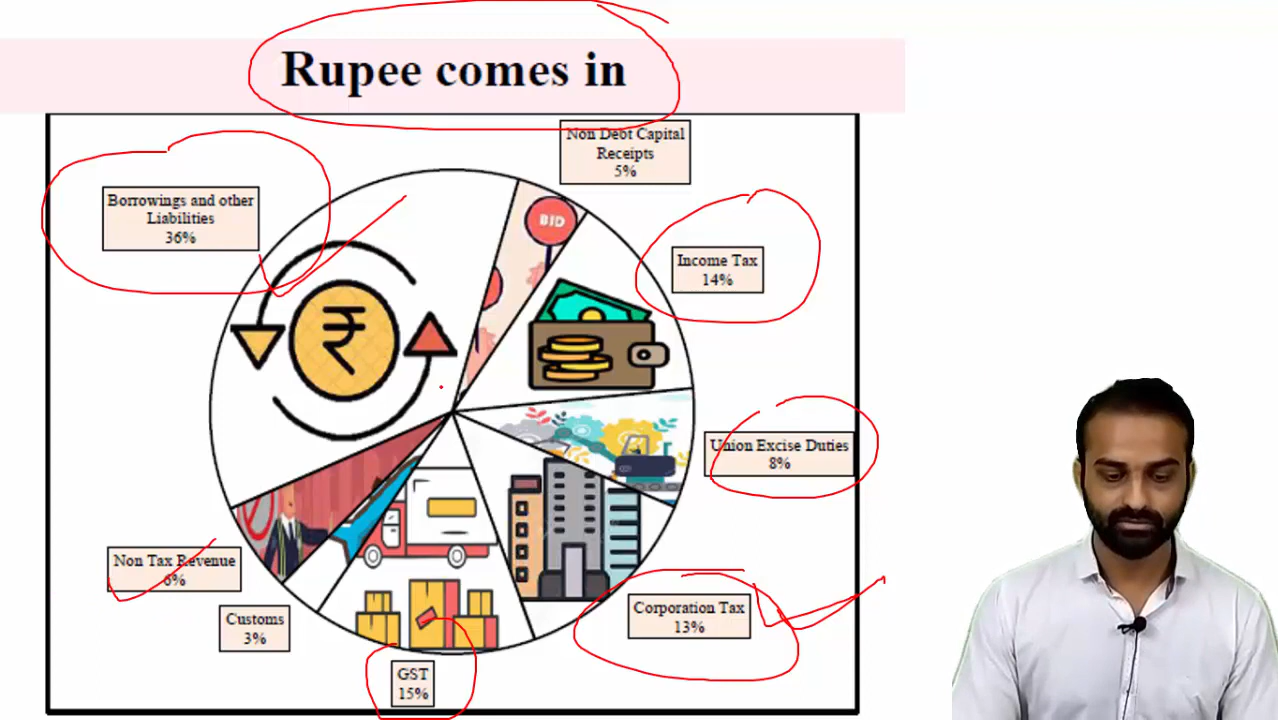 Rupee comes in
Non Debt Capital
Receipts
5%
Borrowings and other
Liabilities
36%
BID
Income Tax
14%
₹
Union Excise Duties
8%
Non Tax Revenue
6%
Corporation Tax
13%
Customs
3%
GST
15%